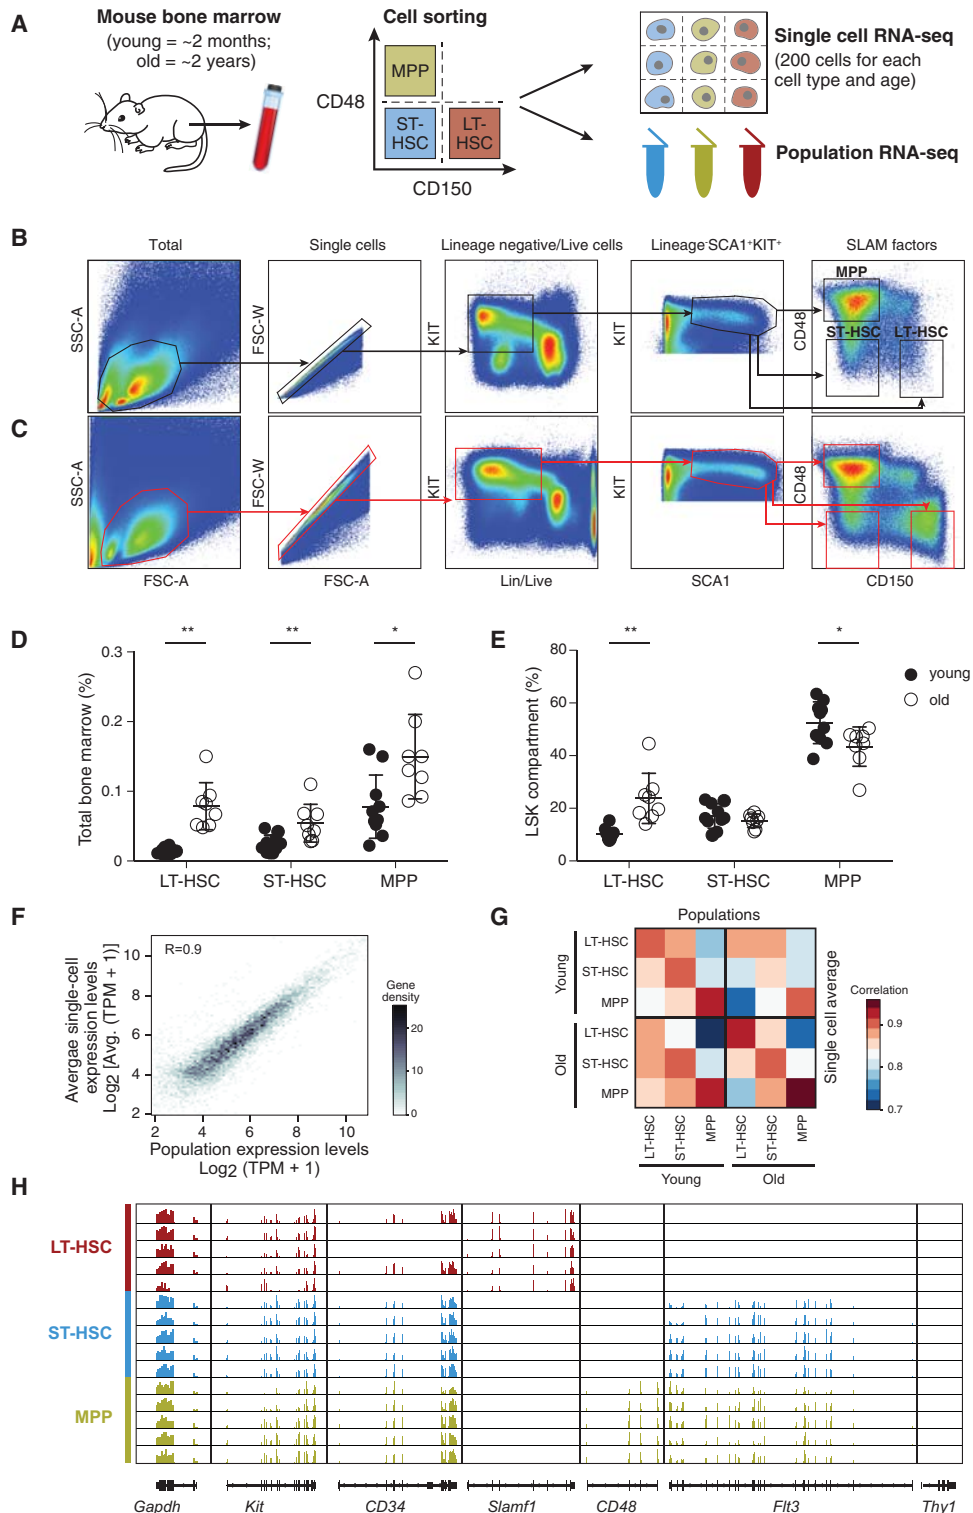 A
Mouse bone marrow
(young = ~2 months;
old = ~2 years)
Cell sorting
CD48
MPP
ST-
HSC
LT-
HSC
CD150
Single cell RNA-seq
(200 cells for each
cell type and age)
Population RNA-seq
B
Total
Single cells
Lineage negative/Live cells
Lineage-SCA1+KIT+
SLAM factors
SSC-A
FSC-W
KIT
KIT
CD48
MPP
ST-HSC
LT-HSC
C
SSC-A
FSC-W
KIT
KIT
CD48
FSC-A
FSC-A
Lin/Live
SCA1
CD150
D
Total bone marrow (%)
0.3
0.2
0.1
0
**
**
*
LT-HSC
ST-HSC
MPP
E
LSK compartment (%)
80
60
40
20
0
**
*
LT-HSC
ST-HSC
MPP
young
old
F
R=0.9
Avergae single-cell
expression levels
Log2 [Avg. (TPM + 1)]
10
8
6
4
2
2
4
6
8
10
Population expression levels
Log2 (TPM + 1)
Gene
density
20
10
0
G
Populations
Young
Old
LT-HSC
ST-HSC
MPP
LT-HSC
ST-HSC
MPP
Single cell average
LT-HSC
ST-HSC
MPP
LT-HSC
ST-HSC
MPP
Young
Old
Correlation
0.9
0.8
0.7
H
LT-HSC
ST-HSC
MPP
Gapdh
Kit
CD34
Slamf1
CD48
Flt3
Thy1